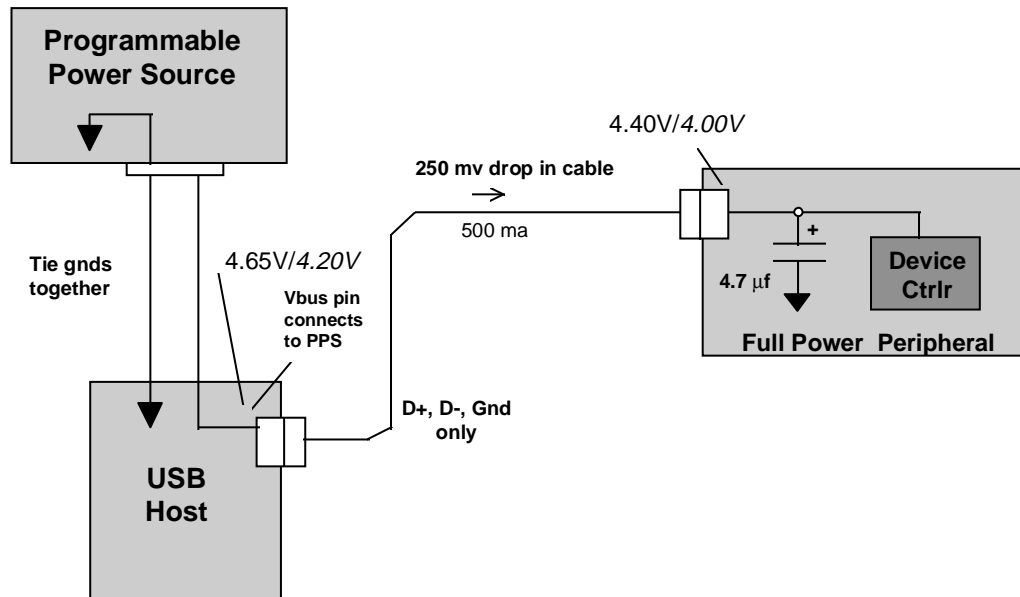 Programmable
Power Source
4.40V/4.00V
250 mv drop in cable
500 ma
+
4.7 μf
Device
Ctrlr
Full Power Peripheral
Tie gnds
together
4.65V/4.20V
Vbus pin
connects
to PPS
D+, D-, Gnd
only
USB
Host